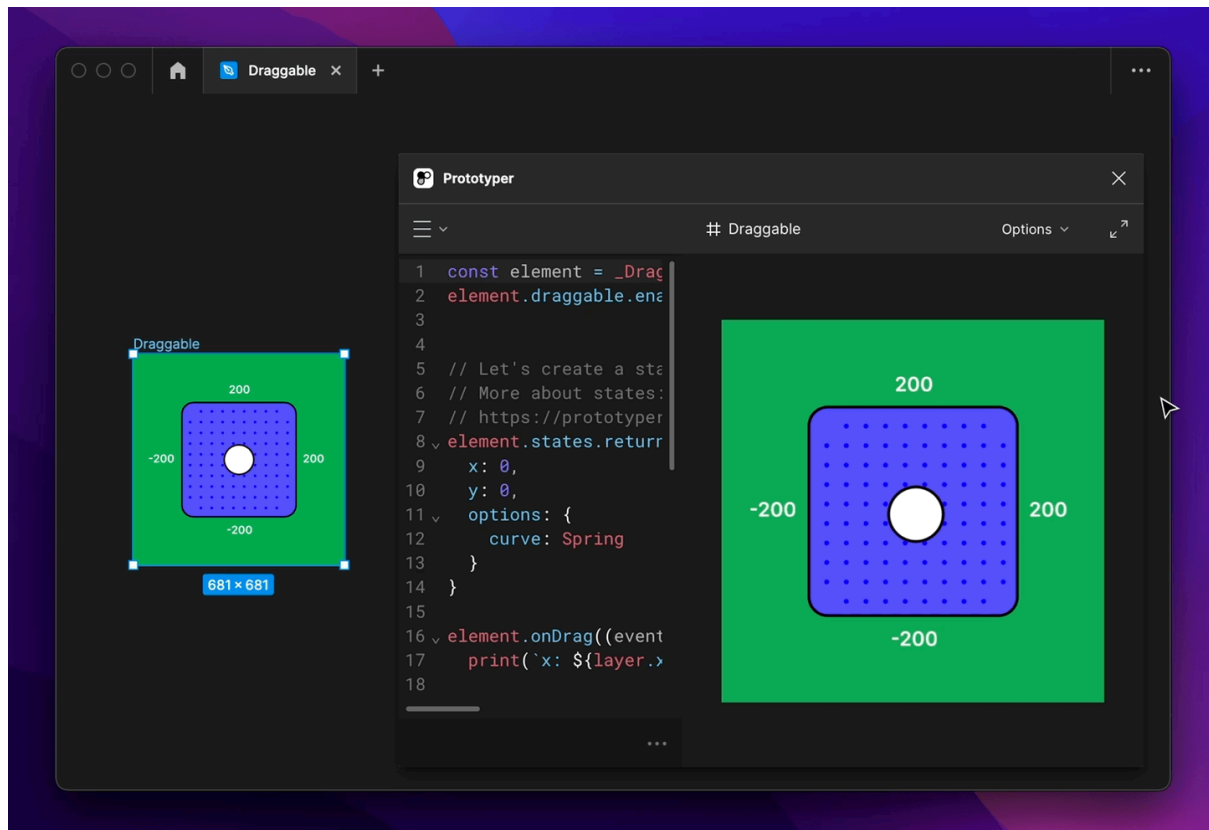 Draggable
Prototyper
Draggable
Options
1 const element = _Drag
2 element.draggable.ena
3
4
5 // Let's create a sta
6 // More about states:
7 // https://prototyper
8 element.states.return
9 x: 0,
10 y: 0,
11 options: {
12 curve: Spring
13 }
14 }
15
16 element.onDrag((event
17 print(`x: ${layer.x
18
Draggable
200
-200
200
-200
681 × 681
200
-200
200
-200